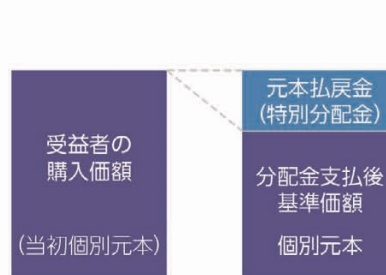 受益者の
購入価額
(当初個別元本)
元本払戻金
(特別分配金)
分配金支払後
基準価額
個別元本